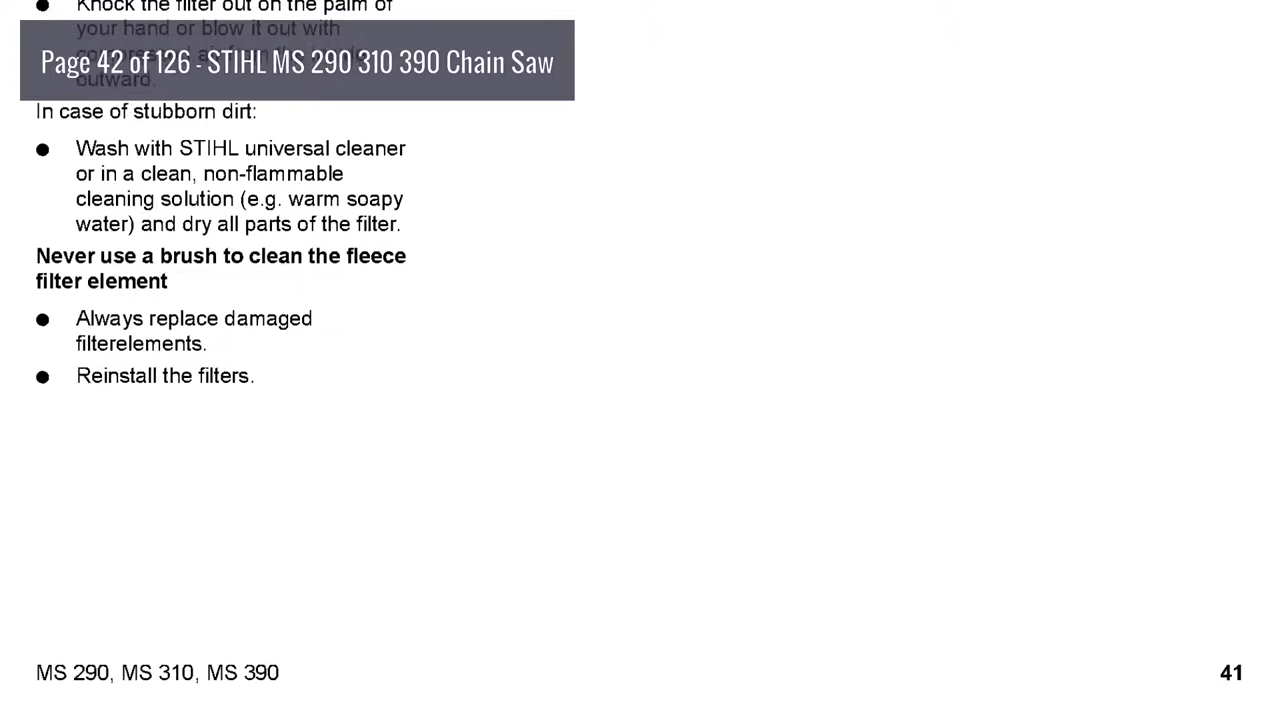 Knock the filter out on the palm of
your hand or blow it out with
Page 42 of 126 - STIHL MS 290 310 390 Chain Saw
outward.
In case of stubborn dirt:
● Wash with STIHL universal cleaner
or in a clean, non-flammable
cleaning solution (e.g. warm soapy
water) and dry all parts of the filter.
Never use a brush to clean the fleece
filter element
● Always replace damaged
filterelements.
● Reinstall the filters.
MS 290, MS 310, MS 390
41